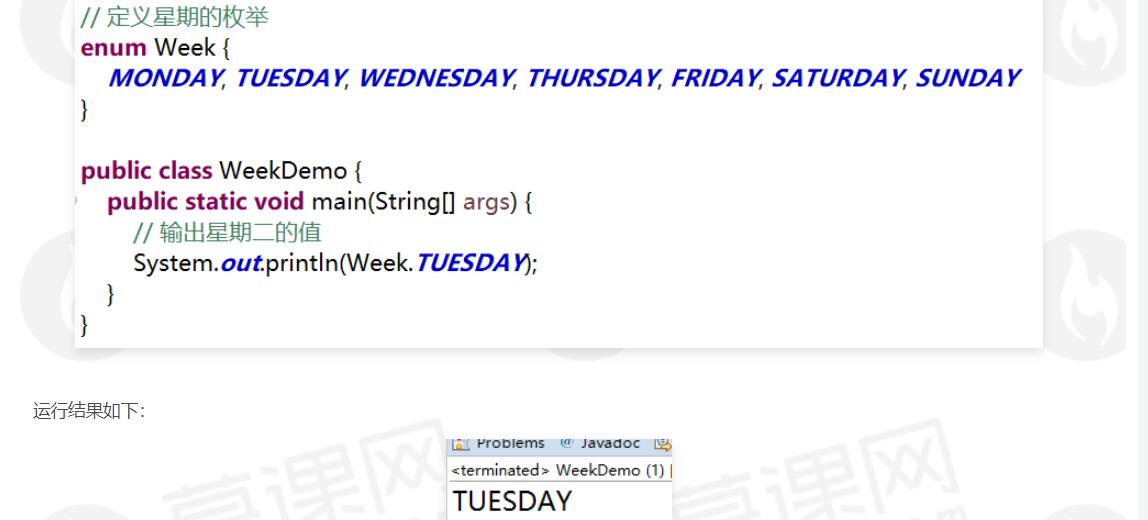 // 定义星期的枚举
enum Week {
MONDAY, TUESDAY, WEDNESDAY, THURSDAY, FRIDAY, SATURDAY, SUNDAY
}
public class WeekDemo {
public static void main(String[] args) {
// 输出星期二的值
System.out.println(Week.TUESDAY);
}
}
运行结果如下：
Problems @ Javadoc
<terminated> WeekDemo (1)
TUESDAY
慕课网
慕课网